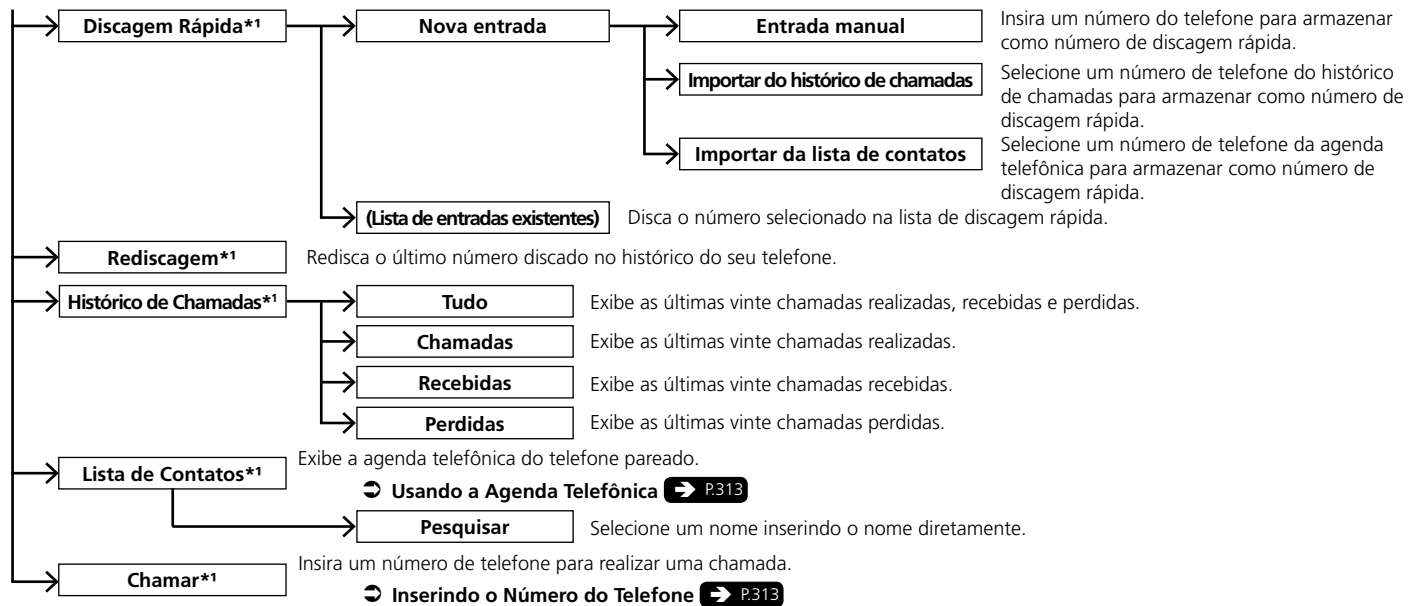 Discagem Rápida*¹
Nova entrada
Entrada manual
Insira um número do telefone para armazenar
como número de discagem rápida.
Importar do histórico de chamadas
Selecione um número de telefone do histórico
de chamadas para armazenar como número de
discagem rápida.
Importar da lista de contatos
Selecione um número de telefone da agenda
telefônica para armazenar como número de
discagem rápida.
(Lista de entradas existentes)
Disca o número selecionado na lista de discagem rápida.
Rediscagem*¹
Redisca o último número discado no histórico do seu telefone.
Histórico de Chamadas*¹
Tudo
Exibe as últimas vinte chamadas realizadas, recebidas e perdidas.
Chamadas
Exibe as últimas vinte chamadas realizadas.
Recebidas
Exibe as últimas vinte chamadas recebidas.
Perdidas
Exibe as últimas vinte chamadas perdidas.
Lista de Contatos*¹
Exibe a agenda telefônica do telefone pareado.
Usando a Agenda Telefônica P.313
Pesquisar
Selecione um nome inserindo o nome diretamente.
Chamar*¹
Insira um número de telefone para realizar uma chamada.
Inserindo o Número do Telefone P.313